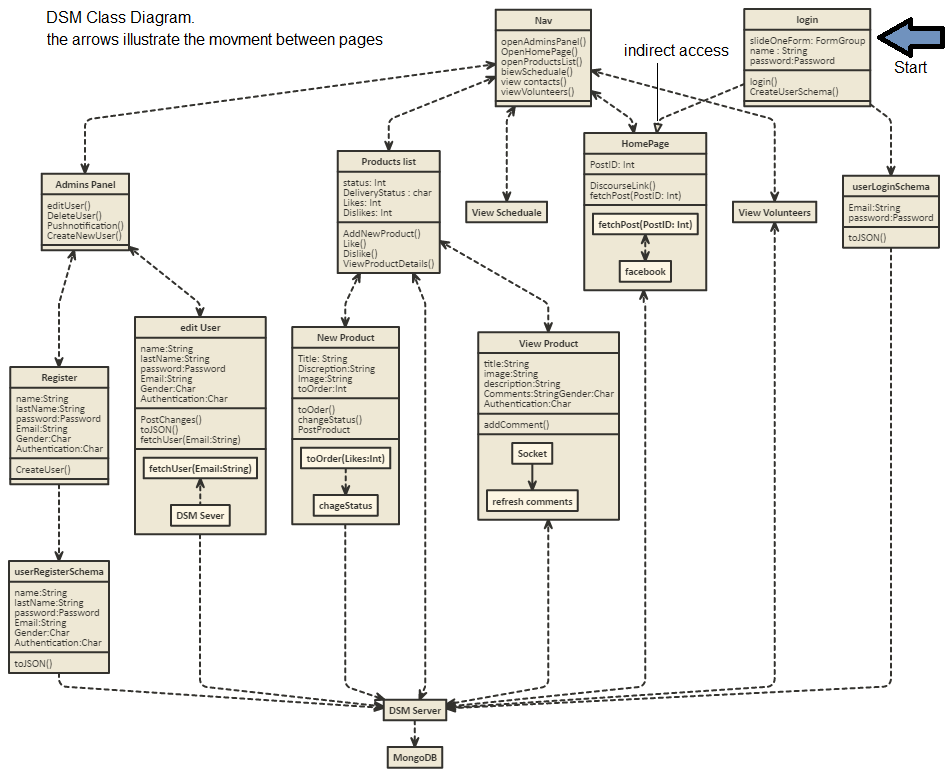 DSM Class Diagram.
the arrows illustrate the movment between pages
Nav
openAdminsPanel()
OpenHomePage()
openProductsList()
biewScheduale()
view contacts()
viewVolunteers()
login
slideOneForm: FormGroup
name : String
password:Password
login()
CreateUserSchema()
Start
indirect access
HomePage
PostID: Int
DiscourseLink()
fetchPost(PostID: Int)
fetchPost(PostID: Int)
facebook
Products list
status: Int
DeliveryStatus : char
Likes: Int
Dislikes: Int
AddNewProduct()
Like()
Dislike()
ViewProductDetails()
Admins Panel
editUser()
DeleteUser()
Pushnotification()
CreateNewUser()
View Scheduale
View Volunteers
userLoginSchema
Email:String
password:Password
toJSON()
edit User
name:String
lastName:String
password:Password
Email:String
Gender:Char
Authentication:Char
PostChanges()
toJSON()
fetchUser(Email:String)
fetchUser(Email:String)
DSM Sever
New Product
Title: String
Discreption:String
Image:String
toOrder:Int
toOder()
changeStatus()
PostProduct
toOrder(Likes:Int)
chageStatus
View Product
title:String
image:String
description:String
Comments:StringGender:Char
Authentication:Char
addComment()
Socket
refresh comments
Register
name:String
lastName:String
password:Password
Email:String
Gender:Char
Authentication:Char
CreateUser()
userRegisterSchema
name:String
lastName:String
password:Password
Email:String
Gender:Char
Authentication:Char
toJSON()
DSM Server
MongoDB